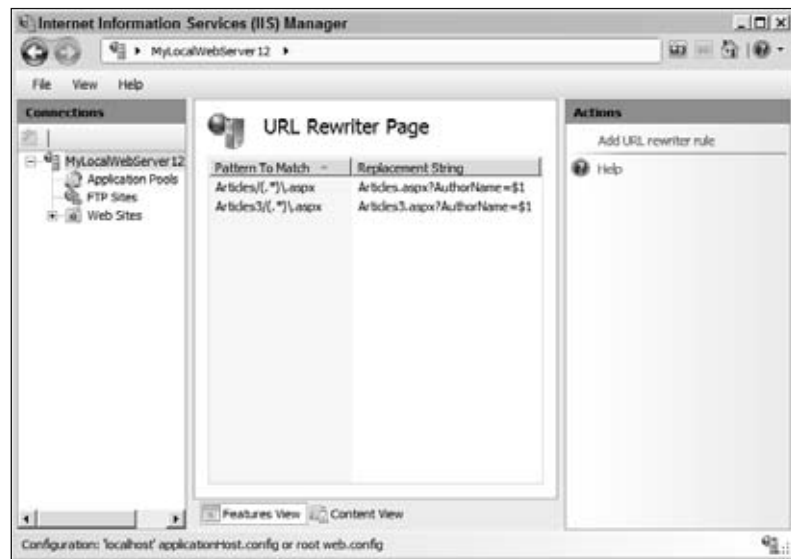 Internet Information Services (IIS) Manager
MyLocalWebServer12
File View Help
Connections
MyLocalWebServer12
Application Pools
FTP Sites
Web Sites
URL Rewriter Page
Pattern To Match Replacement String
Articles/(.*)\.aspx Articles.aspx?AuthorName=$1
Articles3/(.*)\.aspx Articles3.aspx?AuthorName=$1
Features View Content View
Actions
Add URL rewriter rule
Help
Configuration: 'localhost' applicationHost.config or root web.config